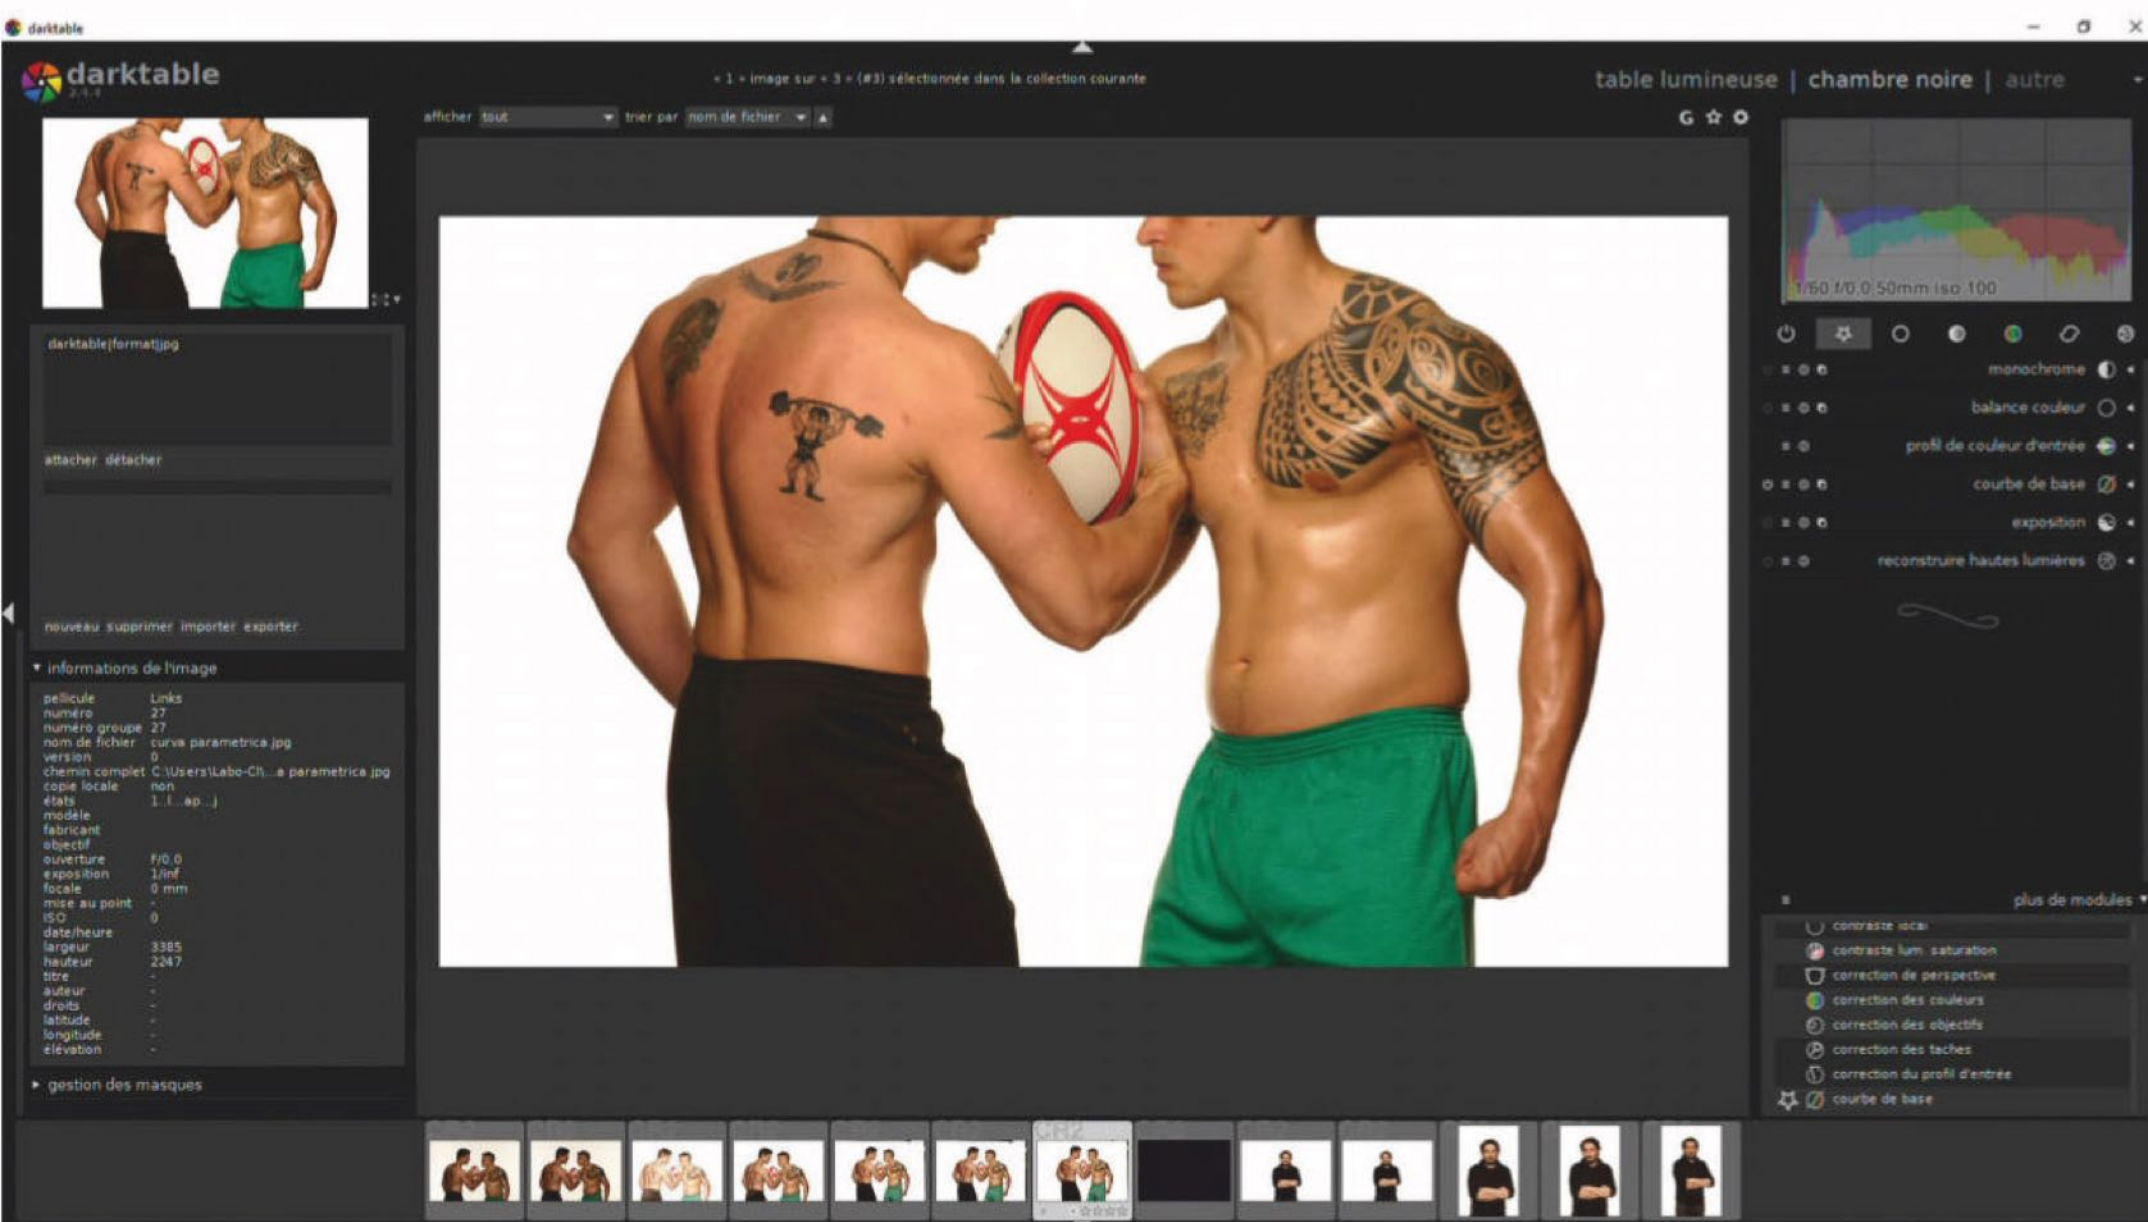 darktable
darktable
2.4.4
« 1 » image sur « 3 » (#3) sélectionnée dans la collection courante
table lumineuse | chambre noire | autre
afficher tout trier par nom de fichier
G
1/60 f/0,0 50mm iso 100
darktable|format|jpg
attacher détacher
nouveau supprimer importer exporter
informations de l'image
pellicule Links
numéro 27
numéro groupe 27
nom de fichier curva parametrica.jpg
version 0
chemin complet C:\Users\Labo-Cl\...a parametrica.jpg
copie locale non
états 1..l...ap...j
modèle
fabricant
objectif
ouverture f/0,0
exposition 1/inf
focale 0 mm
mise au point -
ISO 0
date/heure
largeur 3385
hauteur 2247
titre -
auteur -
droits -
latitude -
longitude -
élévation -
gestion des masques
monochrome
balance couleur
profil de couleur d'entrée
courbe de base
exposition
reconstruire hautes lumières
plus de modules
contraste local
contraste lum. saturation
correction de perspective
correction des couleurs
correction des objectifs
correction des taches
correction du profil d'entrée
courbe de base
CR2